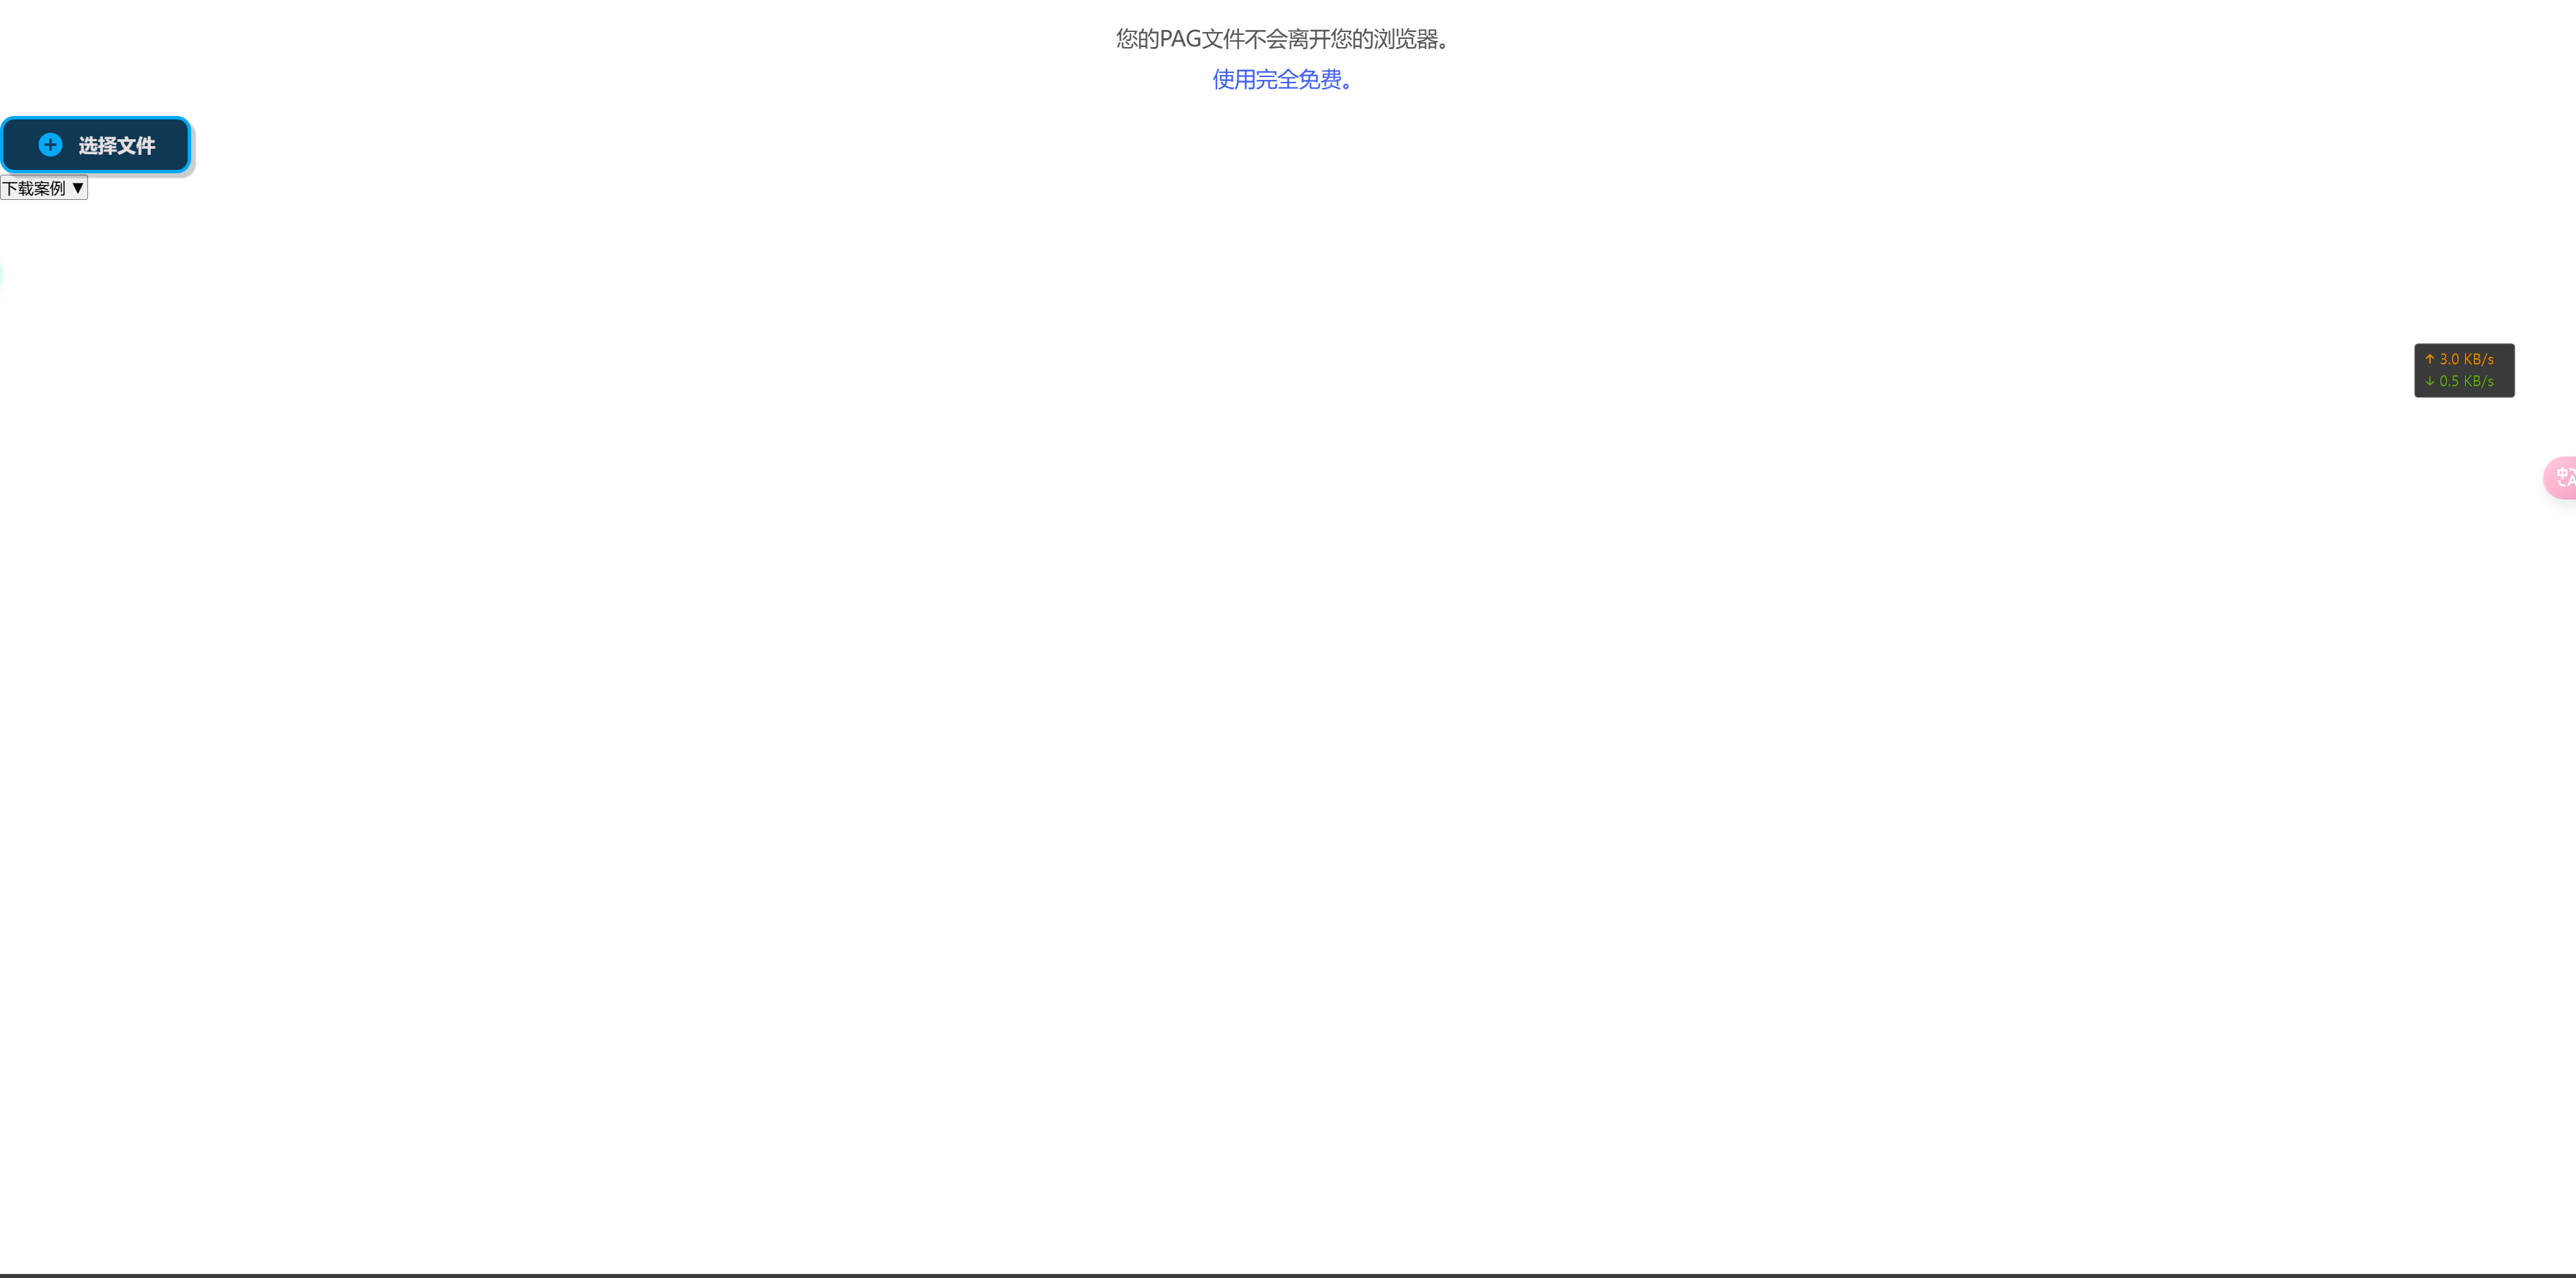 您的PAG文件不会离开您的浏览器。
使用完全免费。
选择文件
下载案例 ▼
↑ 3.0 KB/s
↓ 0.5 KB/s
中
A